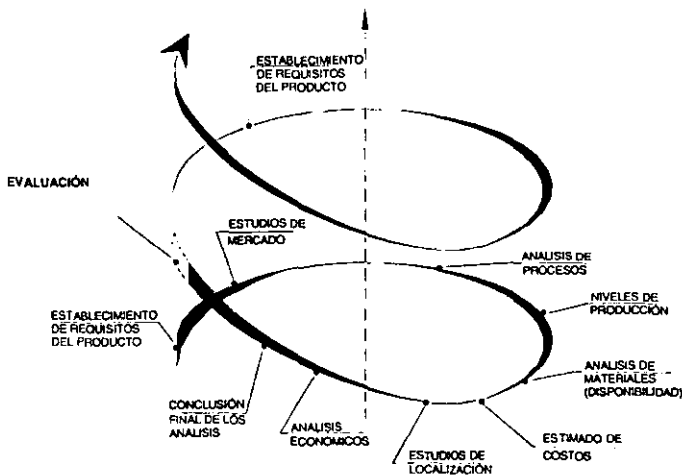 ESTABLECIMIENTO
DE REQUISITOS
DEL PRODUCTO
EVALUACIÓN
ESTUDIOS DE
MERCADO
ANALISIS DE
PROCESOS
NIVELES DE
PRODUCCIÓN
ESTABLECIMIENTO
DE REQUISITOS
DEL PRODUCTO
ANALISIS DE
MATERIALES
(DISPONIBILIDAD)
CONCLUSIÓN
FINAL DE LOS
ANALISIS
ANALISIS
ECONOMICOS
ESTUDIOS DE
LOCALIZACIÓN
ESTIMADO DE
COSTOS